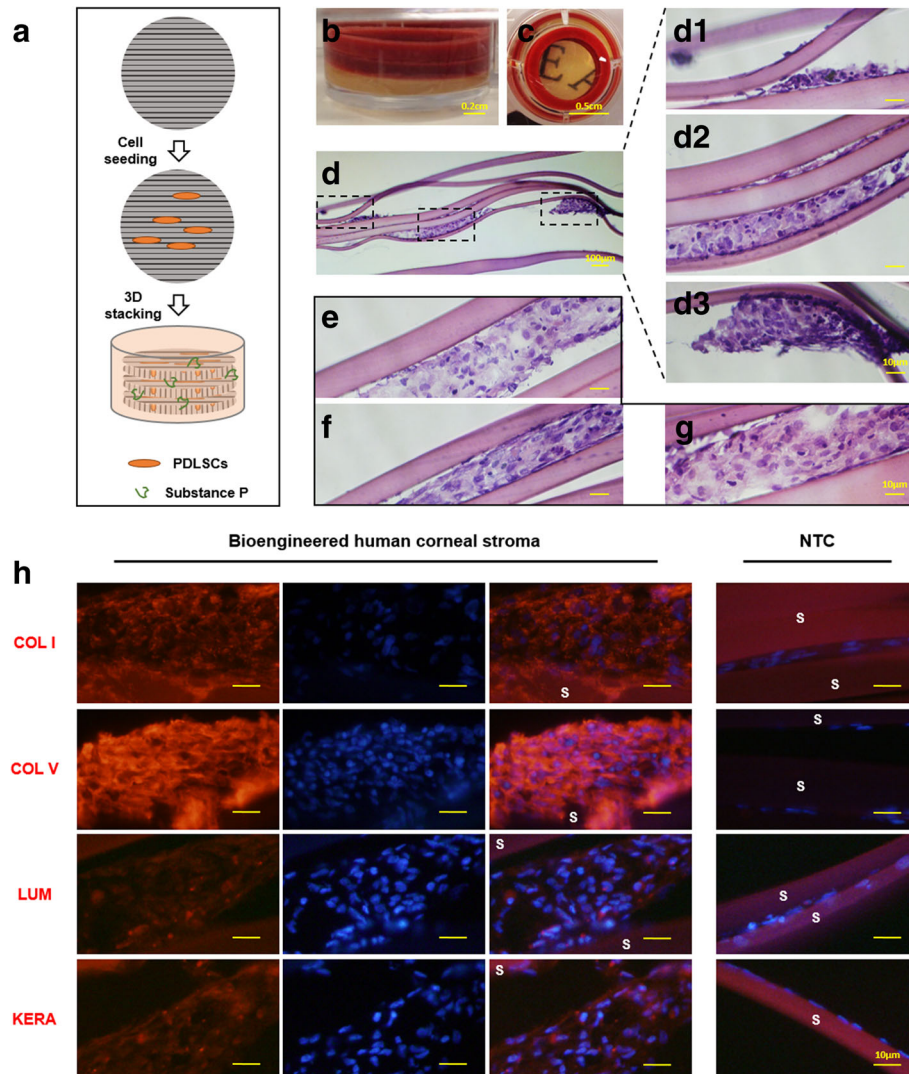 a
Cell
seeding
3D
stacking
PDLSCs
Substance P
b
0.2cm
c
E A
0.5cm
d
100µm
d1
d2
d3
10µm
e
f
g
10µm
Bioengineered human corneal stroma
NTC
h
COL I
S
S
S
COL V
S
S
S
LUM
S
S
S
S
KERA
S
S
10µm